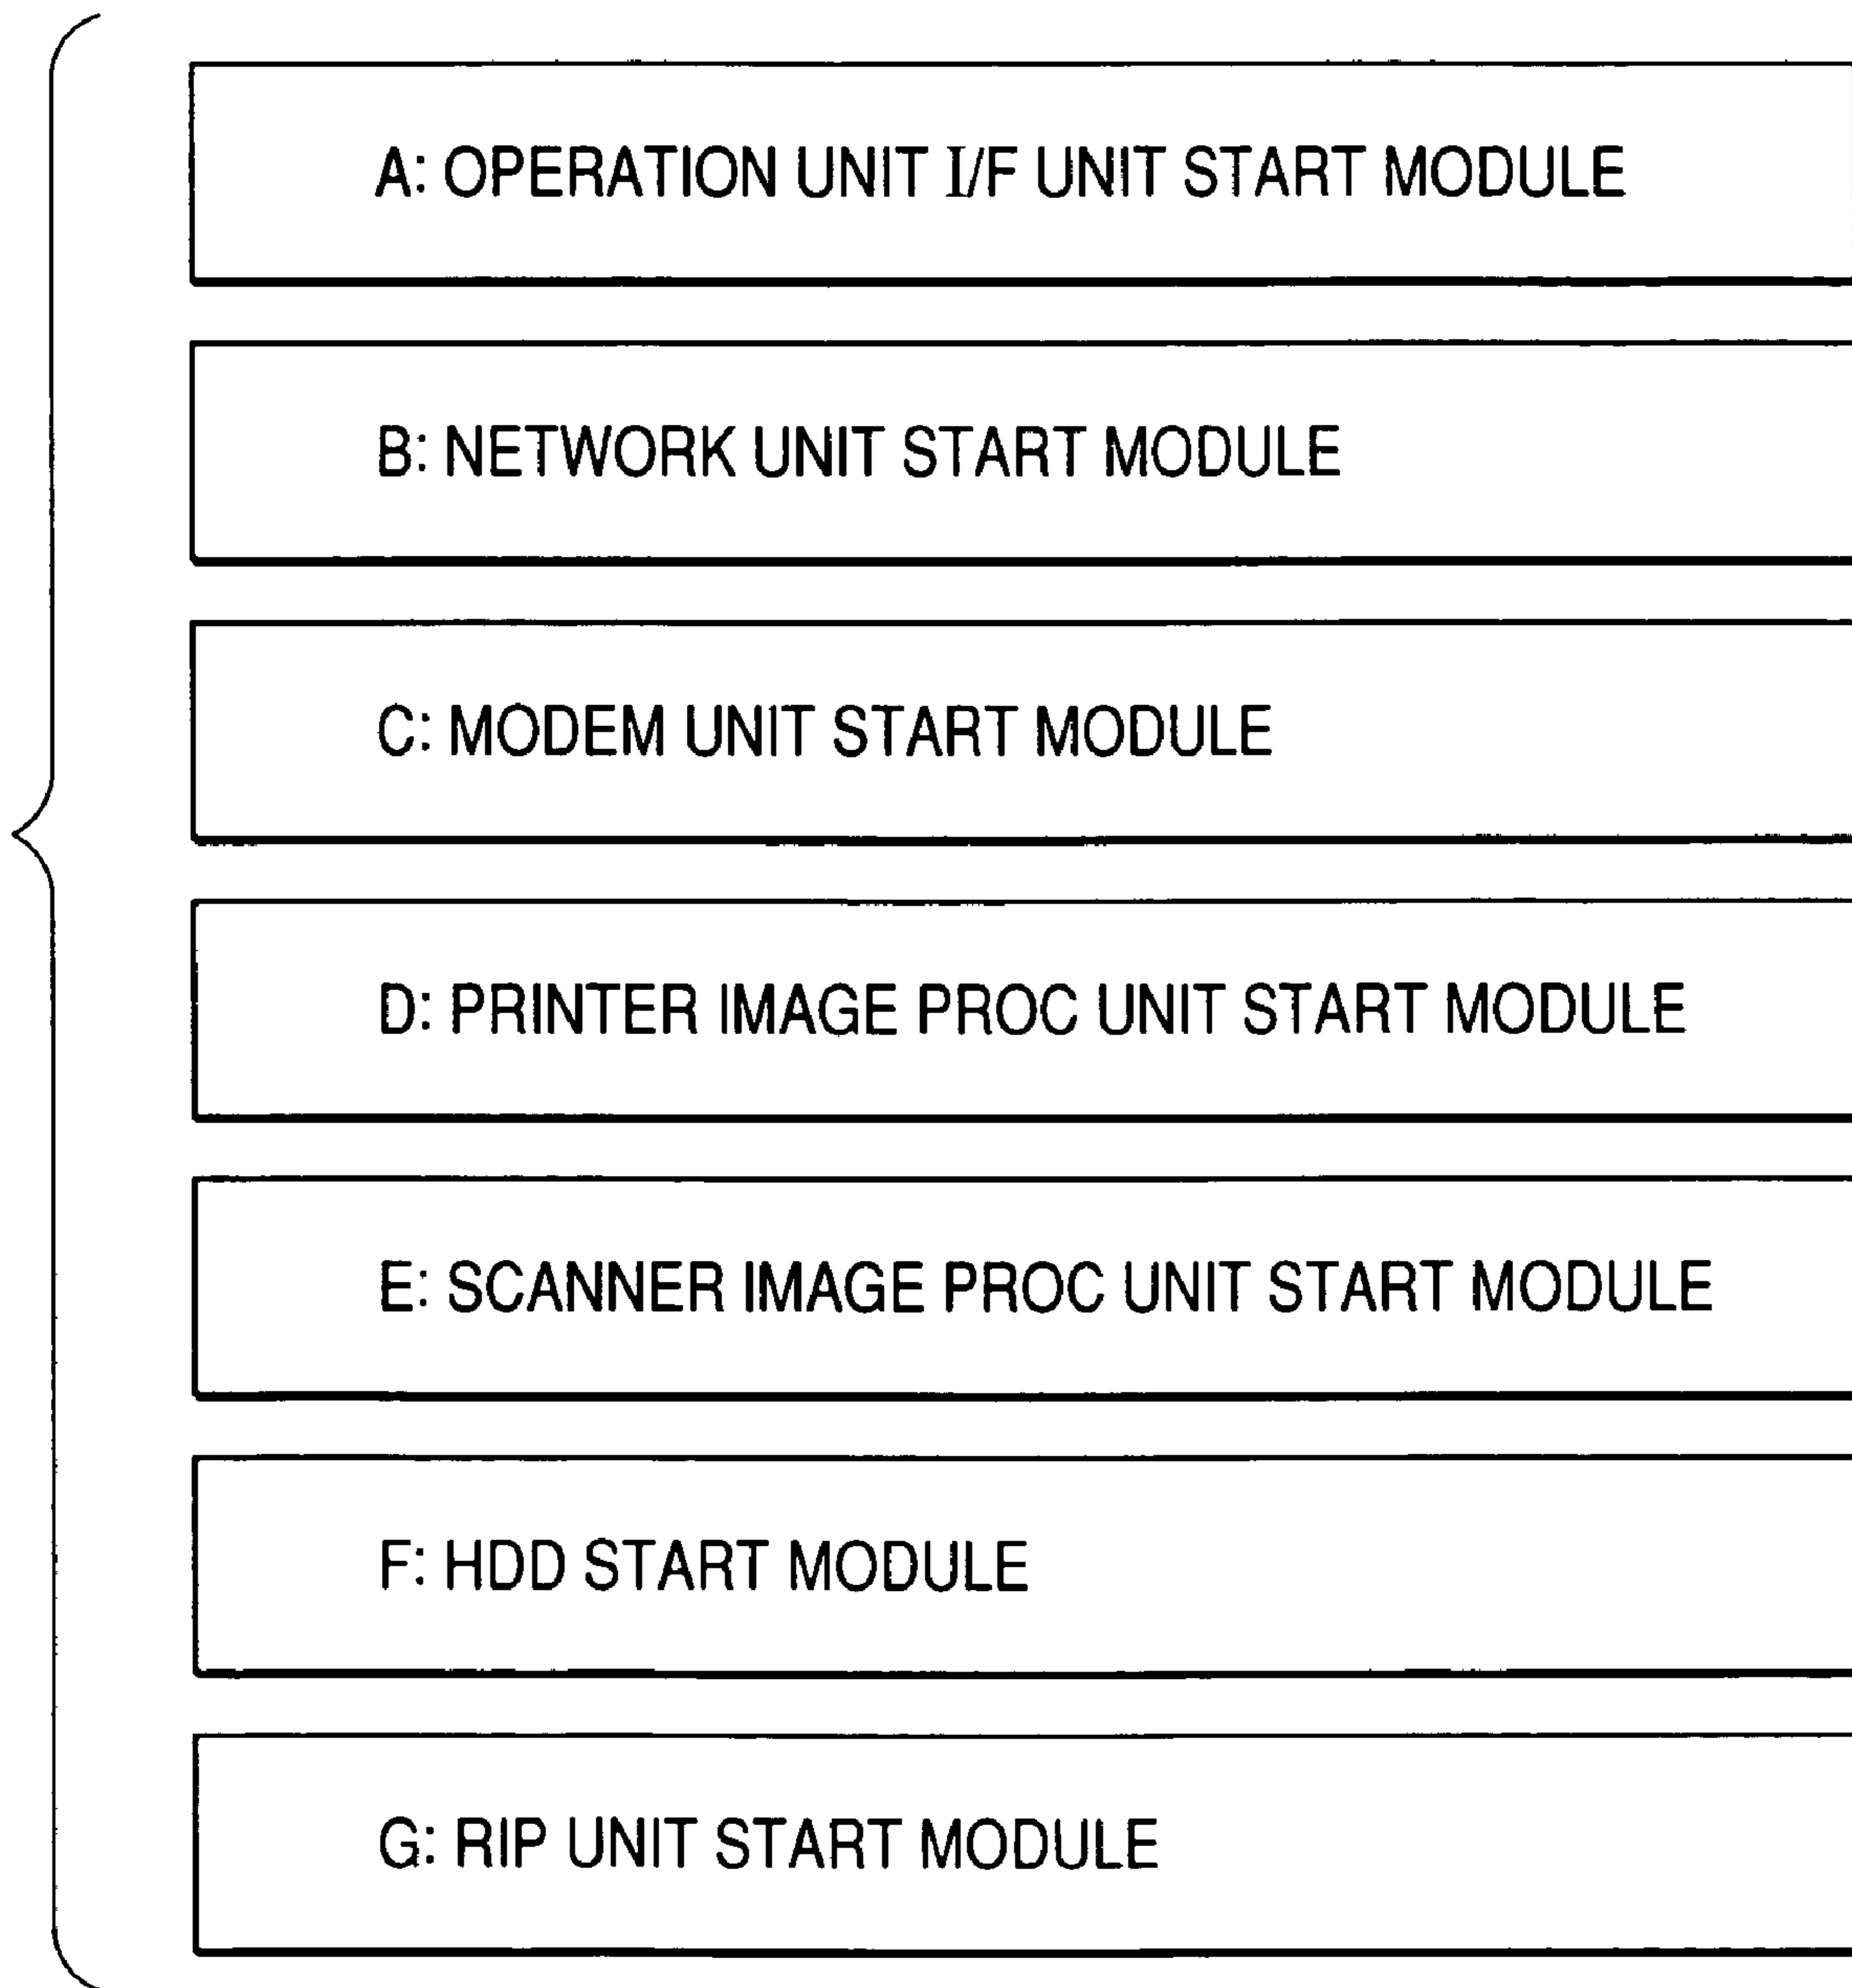 A: OPERATION UNIT I/F UNIT START MODULE
B: NETWORK UNIT START MODULE
C: MODEM UNIT START MODULE
D: PRINTER IMAGE PROC UNIT START MODULE
E: SCANNER IMAGE PROC UNIT START MODULE
F: HDD START MODULE
G: RIP UNIT START MODULE